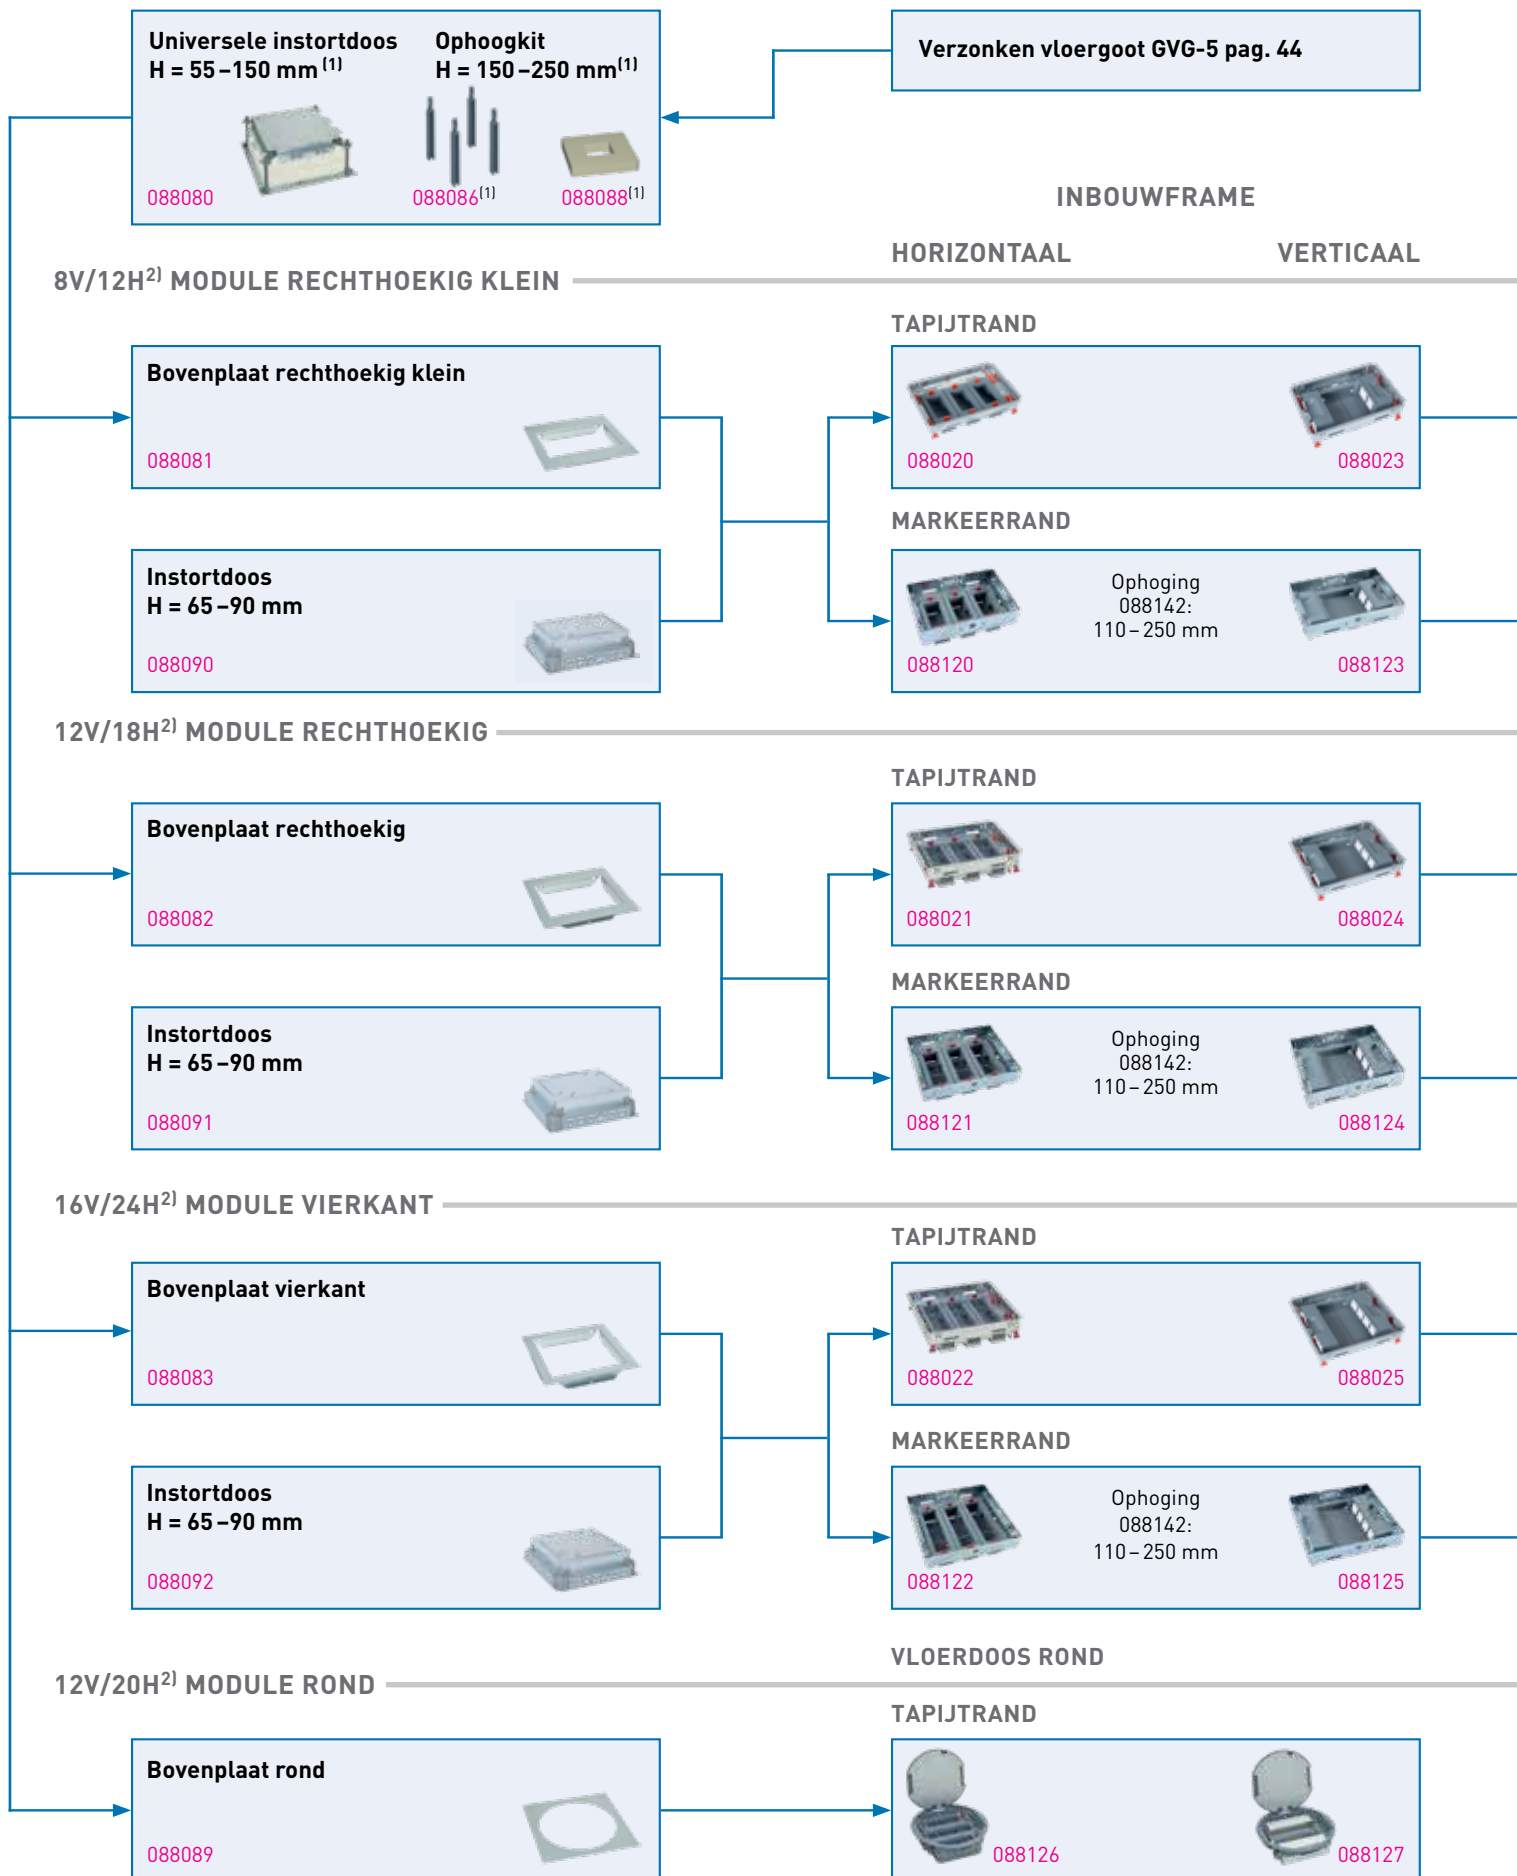 Universele instortdoos
H = 55–150 mm (1)
Ophoogkit
H = 150–250 mm(1)
088080
088086(1)
088088(1)
Verzonken vloergoot GVG-5 pag. 44
INBOUWFRAME
HORIZONTAAL
VERTICAAL
8V/12H2) MODULE RECHTHOEKIG KLEIN
TAPIJTRAND
Bovenplaat rechthoekig klein
088081
088020
088023
MARKEERRAND
Instortdoos
H = 65–90 mm
088090
Ophoging
088142:
110–250 mm
088120
088123
12V/18H2) MODULE RECHTHOEKIG
TAPIJTRAND
Bovenplaat rechthoekig
088082
088021
088024
MARKEERRAND
Instortdoos
H = 65–90 mm
088091
Ophoging
088142:
110–250 mm
088121
088124
16V/24H2) MODULE VIERKANT
TAPIJTRAND
Bovenplaat vierkant
088083
088022
088025
MARKEERRAND
Instortdoos
H = 65–90 mm
088092
Ophoging
088142:
110–250 mm
088122
088125
VLOERDOOS ROND
12V/20H2) MODULE ROND
TAPIJTRAND
Bovenplaat rond
088089
088126
088127